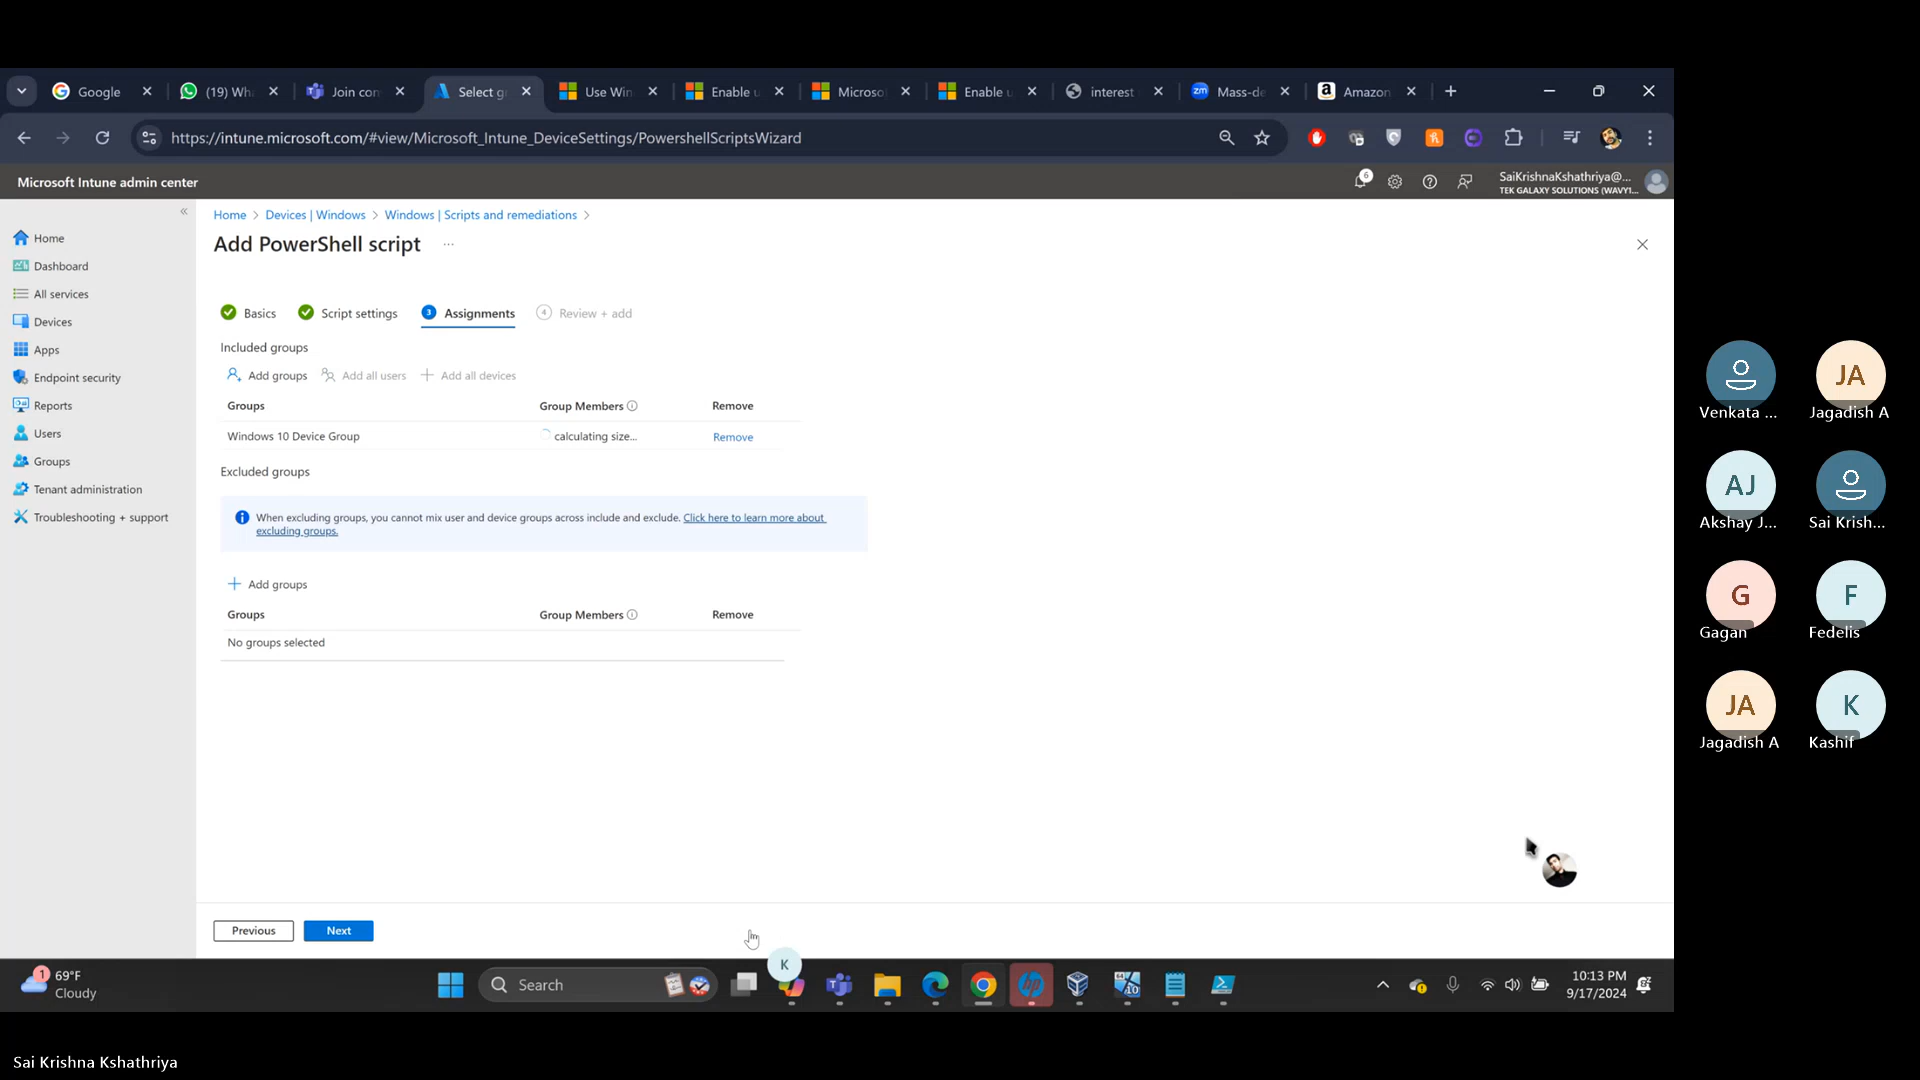 Google
(19) Wh
Join con
Select g
Use Win
Enable u
Microso
Enable u
interest
zm
Mass-de
Amazon
https://intune.microsoft.com/#view/Microsoft_Intune_DeviceSettings/PowershellScriptsWizard
Microsoft Intune admin center
6
SaiKrishnaKshathriya@...
TEK GALAXY SOLUTIONS (WAVY1...
Home
Dashboard
All services
Devices
Apps
Endpoint security
Reports
Users
Groups
Tenant administration
Troubleshooting + support
Home > Devices | Windows > Windows | Scripts and remediations >
Add PowerShell script ...
Basics
Script settings
3 Assignments
4 Review + add
Included groups
Add groups
Add all users
Add all devices
Groups Group Members Remove
Windows 10 Device Group calculating size... Remove
Excluded groups
When excluding groups, you cannot mix user and device groups across include and exclude. Click here to learn more about
excluding groups.
Add groups
Groups Group Members Remove
No groups selected
Previous
Next
Venkata ...
JA
Jagadish A
AJ
Akshay J...
Sai Krish...
G
Gagan
F
Fedelis
JA
Jagadish A
K
Kashif
K
1
69°F
Cloudy
Search
hp
10:13 PM
9/17/2024
Sai Krishna Kshathriya